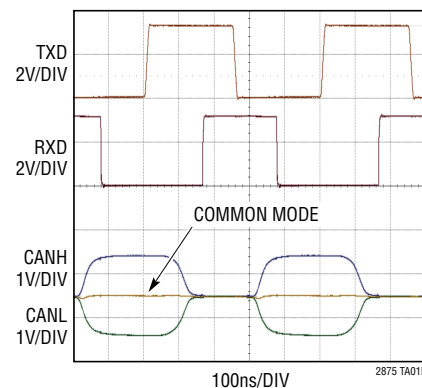 TXD
2V/DIV
RXD
2V/DIV
COMMON MODE
CANH
1V/DIV
CANL
1V/DIV
2875 TA01
100ns/DIV